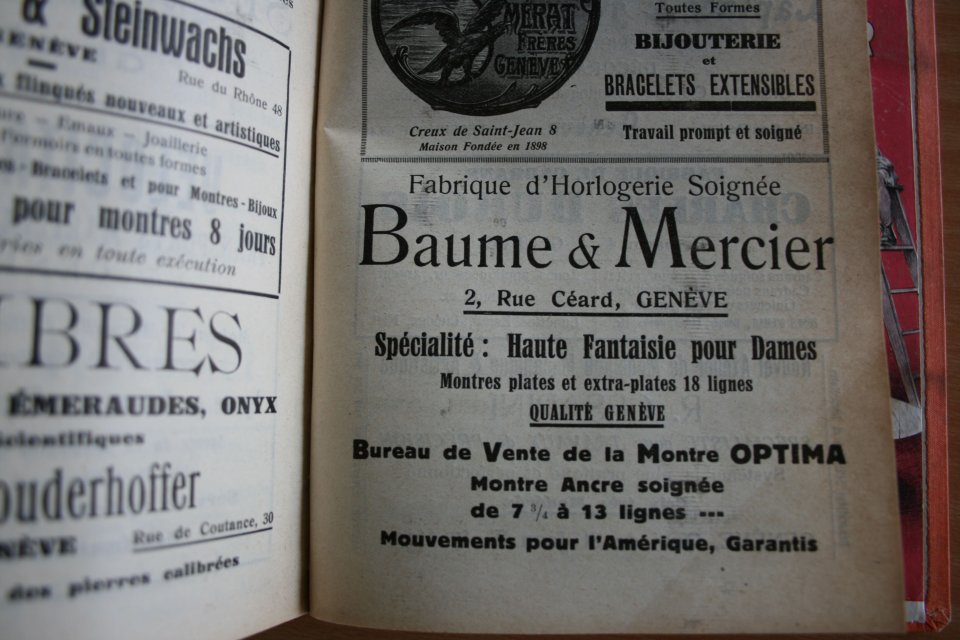 & Steinwachs
GENÈVE
Rue du Rhône 48
flinqués nouveaux et artistiques
Emaux – Joaillerie
Fermoirs en toutes formes
Bracelets et pour Montres-Bijoux
pour montres 8 jours
en toute exécution
IBRES
ÉMERAUDES, ONYX
scientifiques
ouderhoffer
Rue de Coutance, 30
GENÈVE
des pierres calibrées
MÉRAT
FRÈRES
GENÈVE
Creux de Saint-Jean 8
Maison Fondée en 1898
Toutes Formes
BIJOUTERIE
et
BRACELETS EXTENSIBLES
Travail prompt et soigné
Fabrique d'Horlogerie Soignée
Baume & Mercier
2, Rue Céard, GENÈVE
Spécialité : Haute Fantaisie pour Dames
Montres plates et extra-plates 18 lignes
QUALITÉ GENÈVE
Bureau de Vente de la Montre OPTIMA
Montre Ancre soignée
de 7 3/4 à 13 lignes ---
Mouvements pour l'Amérique, Garantis